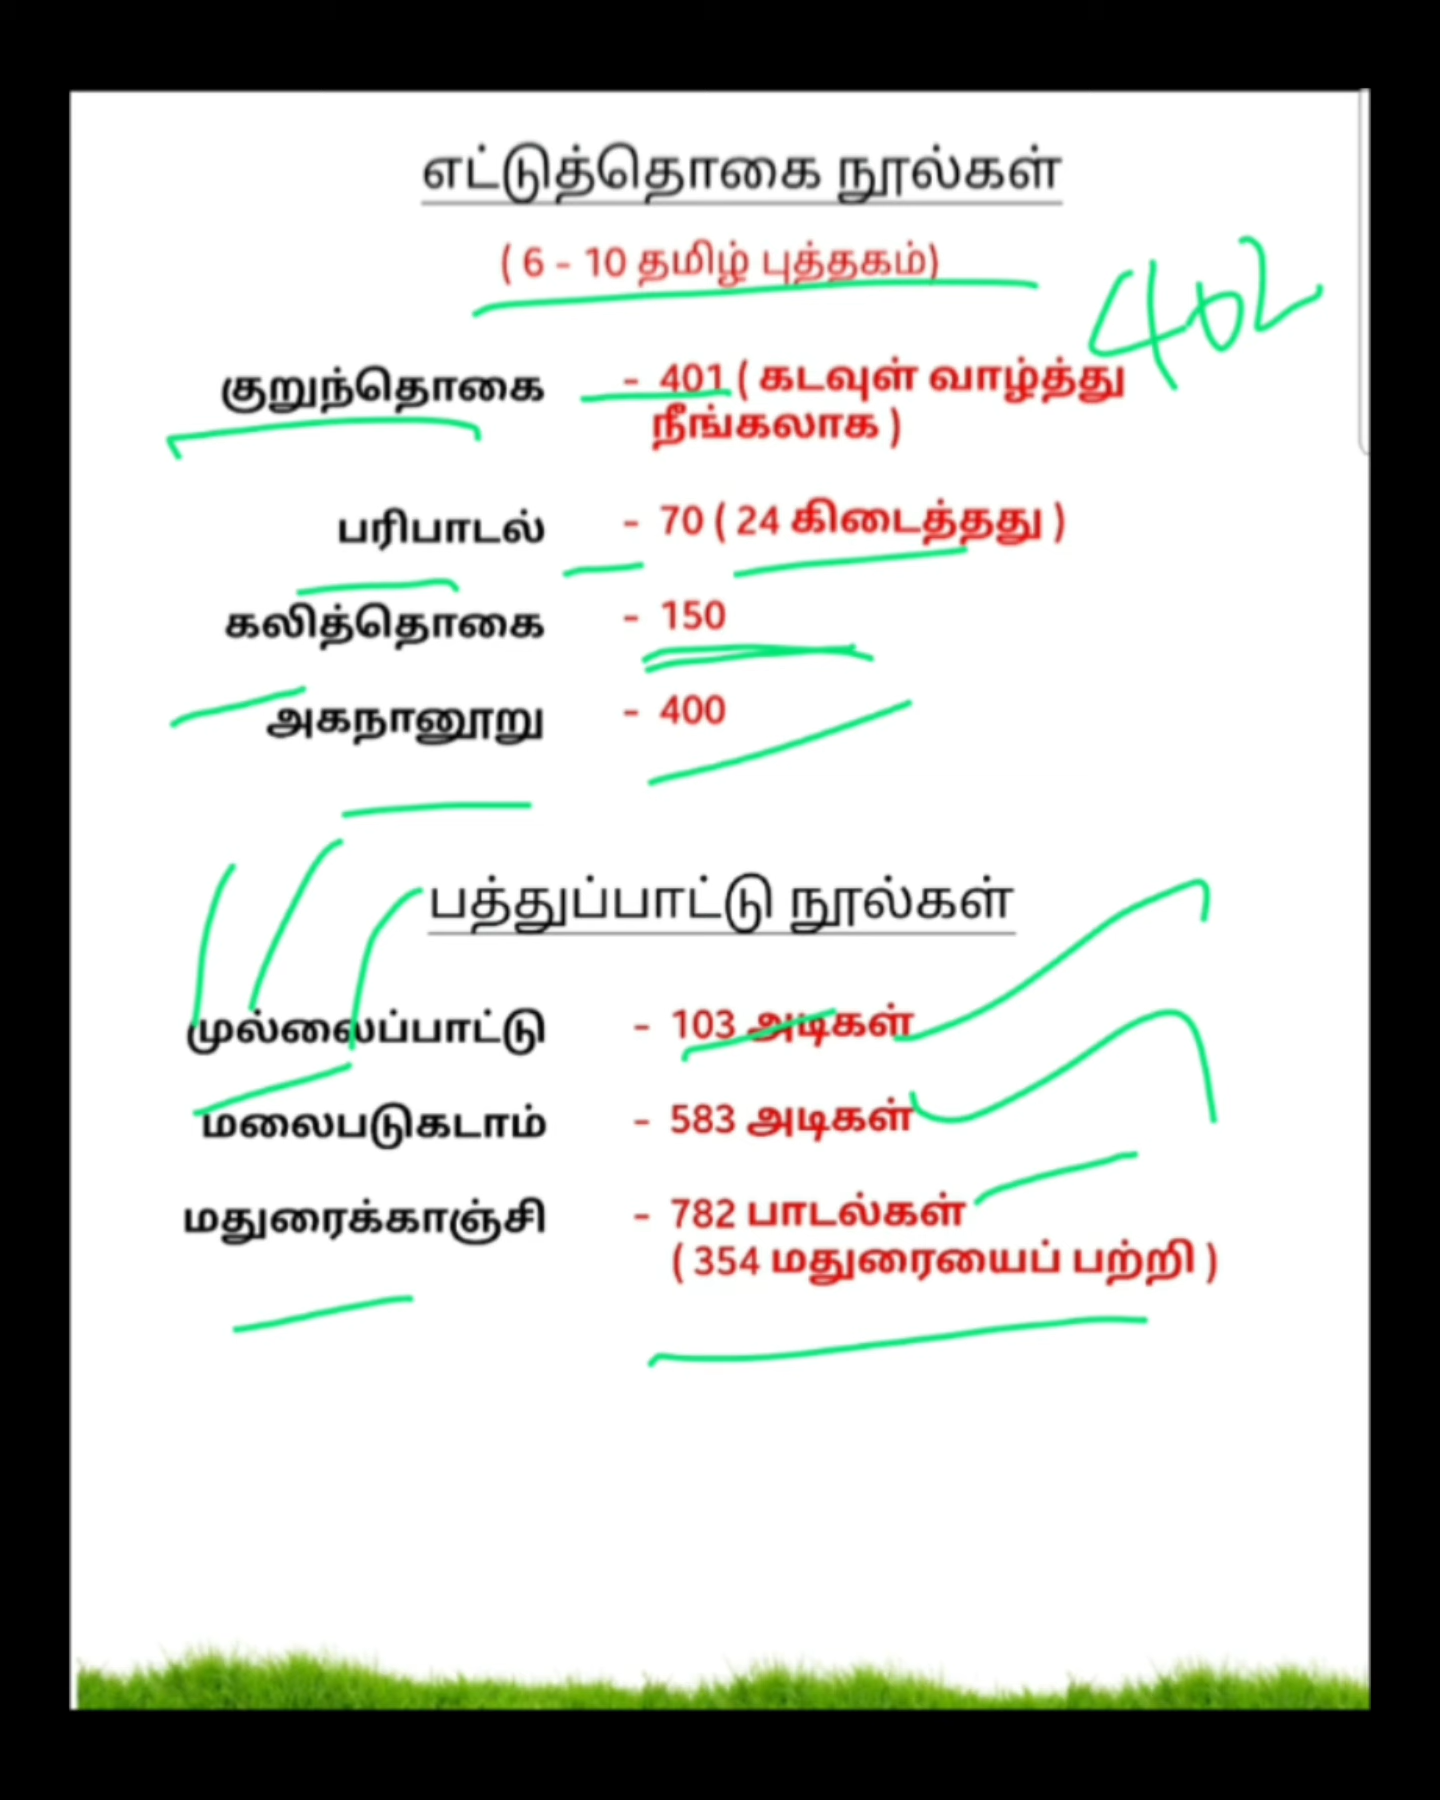 எட்டுத்தொகை நூல்கள்
( 6 - 10 தமிழ் புத்தகம்)
402
குறுந்தொகை - 401 ( கடவுள் வாழ்த்து
நீங்கலாக )
பரிபாடல் - 70 ( 24 கிடைத்தது )
கலித்தொகை - 150
அகநானூறு - 400
பத்துப்பாட்டு நூல்கள்
முல்லைப்பாட்டு - 103 அடிகள்
மலைபடுகடாம் - 583 அடிகள்
மதுரைக்காஞ்சி - 782 பாடல்கள்
( 354 மதுரையைப் பற்றி )